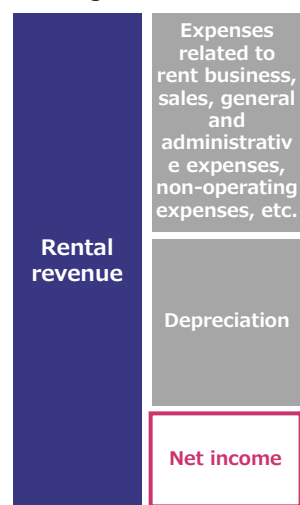 Rental
revenue
Expenses
related to
rent business,
sales, general
and
administrativ
e expenses,
non-operating
expenses, etc.
Depreciation
Net income